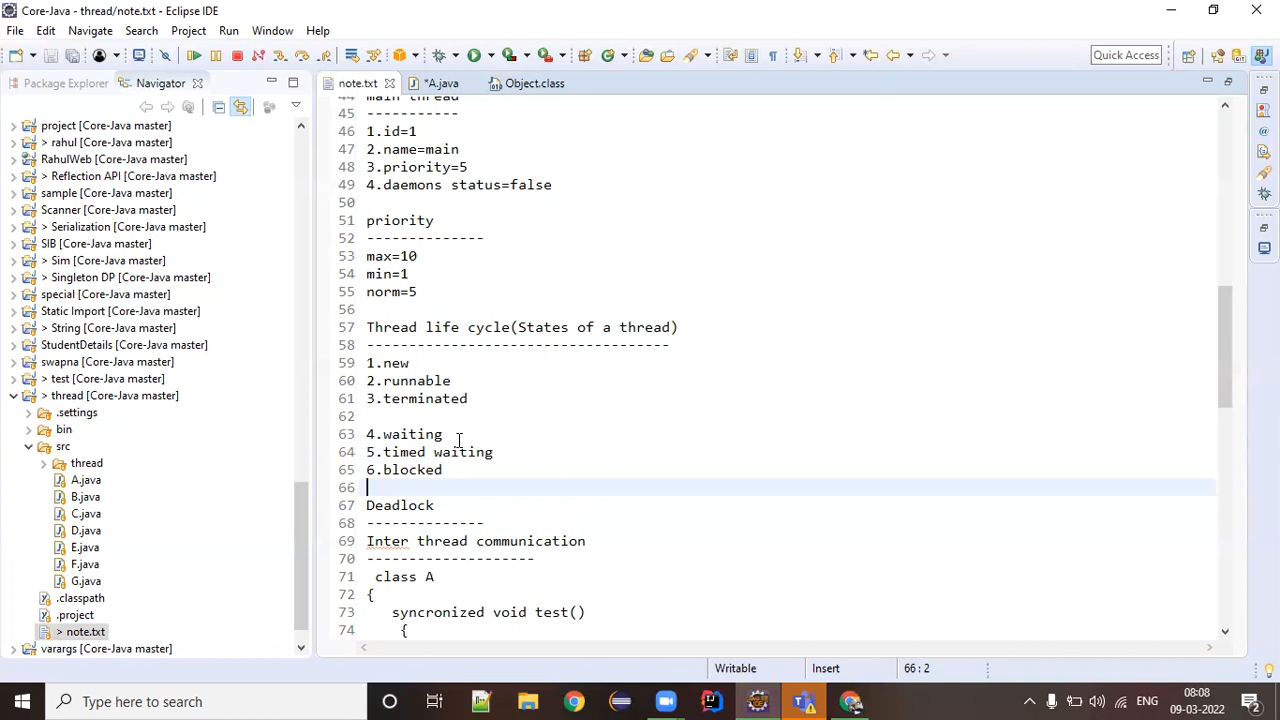 Core-Java - thread/note.txt - Eclipse IDE
File Edit Navigate Search Project Run Window Help
Quick Access
Package Explorer Navigator
note.txt *A.java Object.class
project [Core-Java master]
> rahul [Core-Java master]
RahulWeb [Core-Java master]
> Reflection API [Core-Java master]
sample [Core-Java master]
Scanner [Core-Java master]
> Serialization [Core-Java master]
SIB [Core-Java master]
> Sim [Core-Java master]
> Singleton DP [Core-Java master]
special [Core-Java master]
Static Import [Core-Java master]
> String [Core-Java master]
StudentDetails [Core-Java master]
swapna [Core-Java master]
> test [Core-Java master]
> thread [Core-Java master]
.settings
bin
src
thread
A.java
B.java
C.java
D.java
E.java
F.java
G.java
.classpath
.project
> note.txt
varargs [Core-Java master]
44 main thread
45 -----------
46 1.id=1
47 2.name=main
48 3.priority=5
49 4.daemons status=false
50
51 priority
52 --------------
53 max=10
54 min=1
55 norm=5
56
57 Thread life cycle(States of a thread)
58 ------------------------------------
59 1.new
60 2.runnable
61 3.terminated
62
63 4.waiting
64 5.timed waiting
65 6.blocked
66
67 Deadlock
68 --------------
69 Inter thread communication
70 --------------------
71 class A
72 {
73 syncronized void test()
74 {
Writable Insert 66 : 2
Type here to search
ENG
08:08
09-03-2022
2